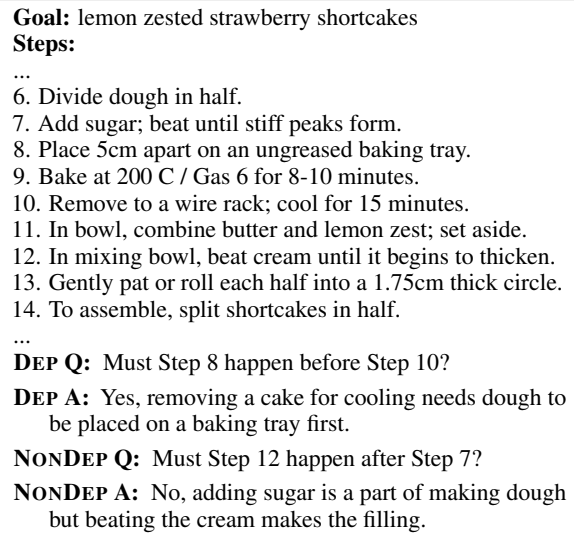 Goal: lemon zested strawberry shortcakes
Steps:
...
6. Divide dough in half.
7. Add sugar; beat until stiff peaks form.
8. Place 5cm apart on an ungreased baking tray.
9. Bake at 200 C / Gas 6 for 8-10 minutes.
10. Remove to a wire rack; cool for 15 minutes.
11. In bowl, combine butter and lemon zest; set aside.
12. In mixing bowl, beat cream until it begins to thicken.
13. Gently pat or roll each half into a 1.75cm thick circle.
14. To assemble, split shortcakes in half.
...
DEP Q: Must Step 8 happen before Step 10?
DEP A: Yes, removing a cake for cooling needs dough to
be placed on a baking tray first.
NONDEP Q: Must Step 12 happen after Step 7?
NONDEP A: No, adding sugar is a part of making dough
but beating the cream makes the filling.